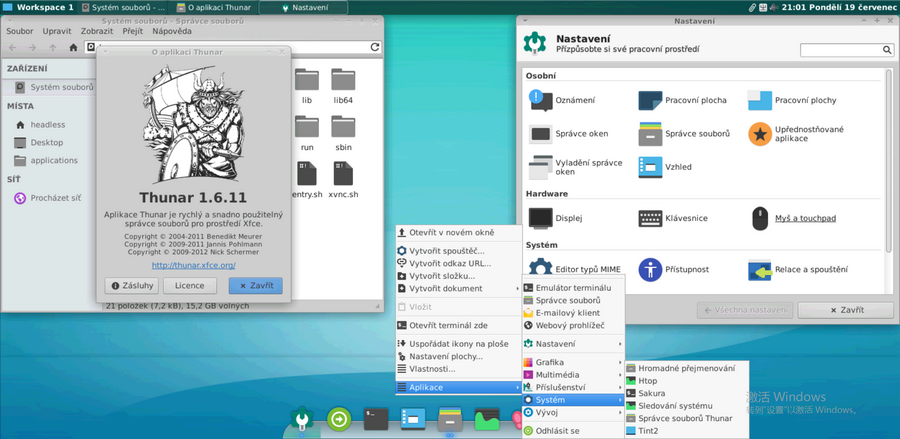 Workspace 1
Systém souborů - ...
O aplikaci Thunar
Nastavení
21:01 Pondělí 19 červenec
Systém souborů - Správce souborů
Soubor Upravit Zobrazit Přejít Nápověda
ZAŘÍZENÍ
Systém souborů
MÍSTA
headless
Desktop
applications
SÍŤ
Procházet síť
lib
lib64
run
sbin
entry.sh
xvnc.sh
21 položek (7,2 kB), 15,2 GB volných
O aplikaci Thunar
Thunar 1.6.11
Aplikace Thunar je rychlý a snadno použitelný
správce souborů pro prostředí Xfce.
Copyright © 2004-2011 Benedikt Meurer
Copyright © 2009-2011 Jannis Pohlmann
Copyright © 2009-2012 Nick Schermer
http://thunar.xfce.org/
Zásluhy
Licence
Zavřít
Nastavení
Nastavení
Přizpůsobte si své pracovní prostředí
Osobní
Oznámení
Pracovní plocha
Pracovní plochy
Správce oken
Správce souborů
Upřednostňované
aplikace
Vyladění správce
oken
Vzhled
Hardware
Displej
Klávesnice
Myš a touchpad
Systém
Editor typů MIME
Přístupnost
Relace a spouštění
Všechna nastavení
Zavřít
Otevřít v novém okně
Vytvořit spouštěč...
Vytvořit odkaz URL...
Vytvořit složku...
Vytvořit dokument
Vložit
Otevřít terminál zde
Uspořádat ikony na ploše
Nastavení plochy...
Vlastnosti...
Aplikace
Emulátor terminálu
Správce souborů
E-mailový klient
Webový prohlížeč
Nastavení
Grafika
Multimédia
Příslušenství
Systém
Vývoj
Odhlásit se
Hromadné přejmenování
Htop
Sakura
Sledování systému
Správce souborů Thunar
Tint2
激活 Windows
转到"设置"以激活 Windows。